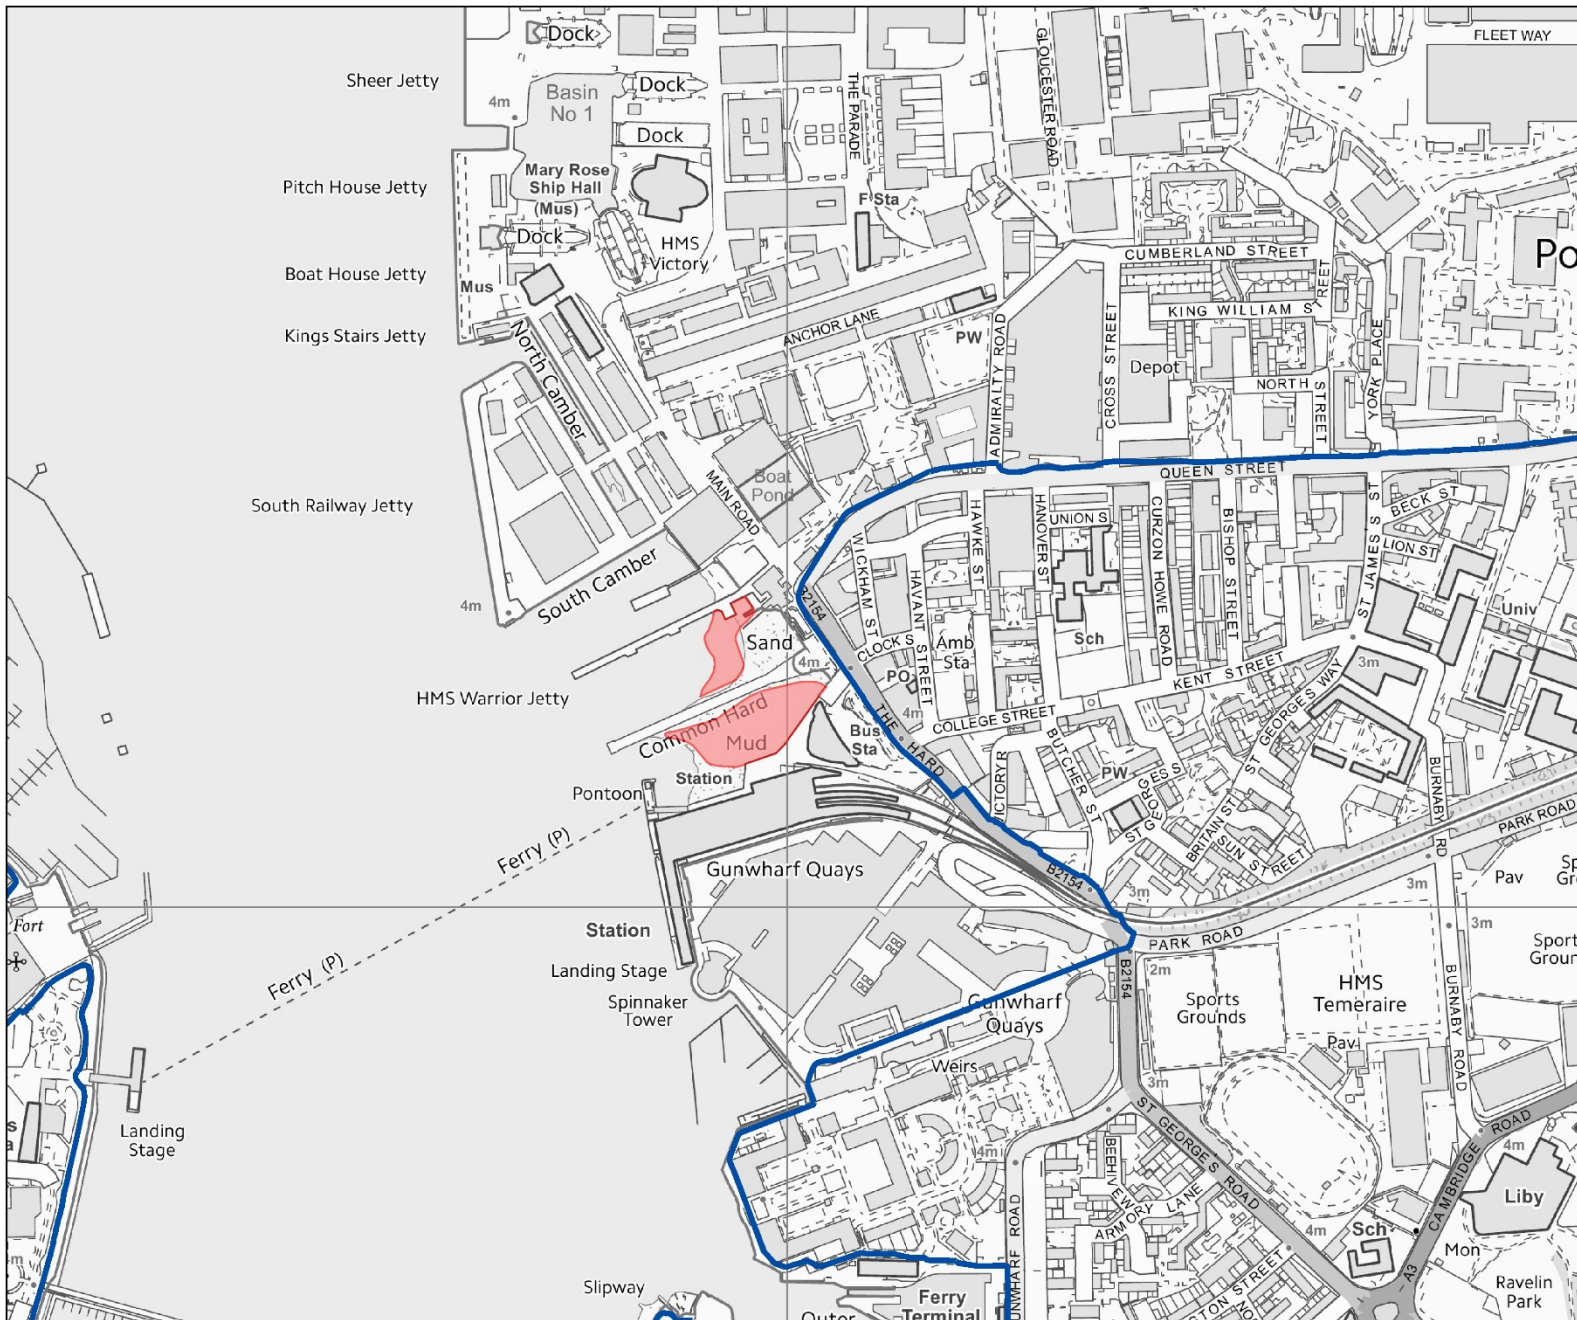 Dock
FLEET WAY
GLOUCESTER ROAD
Sheer Jetty
4m
Basin
No 1
Dock
THE PARADE
Dock
Mary Rose
Ship Hall
(Mus)
Pitch House Jetty
F Sta
Dock
HMS
Victory
CUMBERLAND STREET
Po
Boat House Jetty
Mus
STREET
KING WILLIAM S
Kings Stairs Jetty
North Camber
ANCHOR LANE
PW
ADMIRALTY ROAD
CROSS STREET
Depot
YORK PLACE
NORTH
STREET
QUEEN STREET
MAIN ROAD
Boat
Pond
South Railway Jetty
BECK ST
HAWKE ST
HANOVER ST
UNION S
CURZON HOWE ROAD
BISHOP STREET
ST JAMES'S ST
LION ST
WICKHAM ST
HAVANT STREET
4m
South Camber
B2154
Univ
Sand
CLOCK S
Amb
Sta
Sch
4m
3m
PO
KENT STREET
HMS Warrior Jetty
Common Hard
Mud
THE HARD
4m
COLLEGE STREET
ST GEORGES WAY
Bus
Sta
BUTCHER ST
VICTORY R
PW
ST GEORGES S
BRITAIN ST
SUN STREET
BURNABY RD
Station
Pontoon
PARK ROAD
Ferry (P)
Gunwharf Quays
B2154
3m
3m
Pav
Sp
Gr
Fort
Station
PARK ROAD
3m
Sport
Groun
Landing Stage
Ferry (P)
2m
B2154
Spinnaker
Tower
Gunwharf
Quays
Sports
Grounds
HMS
Temeraire
BURNABY ROAD
Pav
Weirs
3m
Landing
Stage
s
a
ST GEORGE'S ROAD
ROAD
4m
4m
BEEHIVE W
ARMORY LANE
CAMBRIDGE
Liby
GUNWHARF ROAD
4m
Sch
Mon
m
A3
Slipway
STON STREET
Ravelin
Park
Ferry
Terminal
Outer
NO